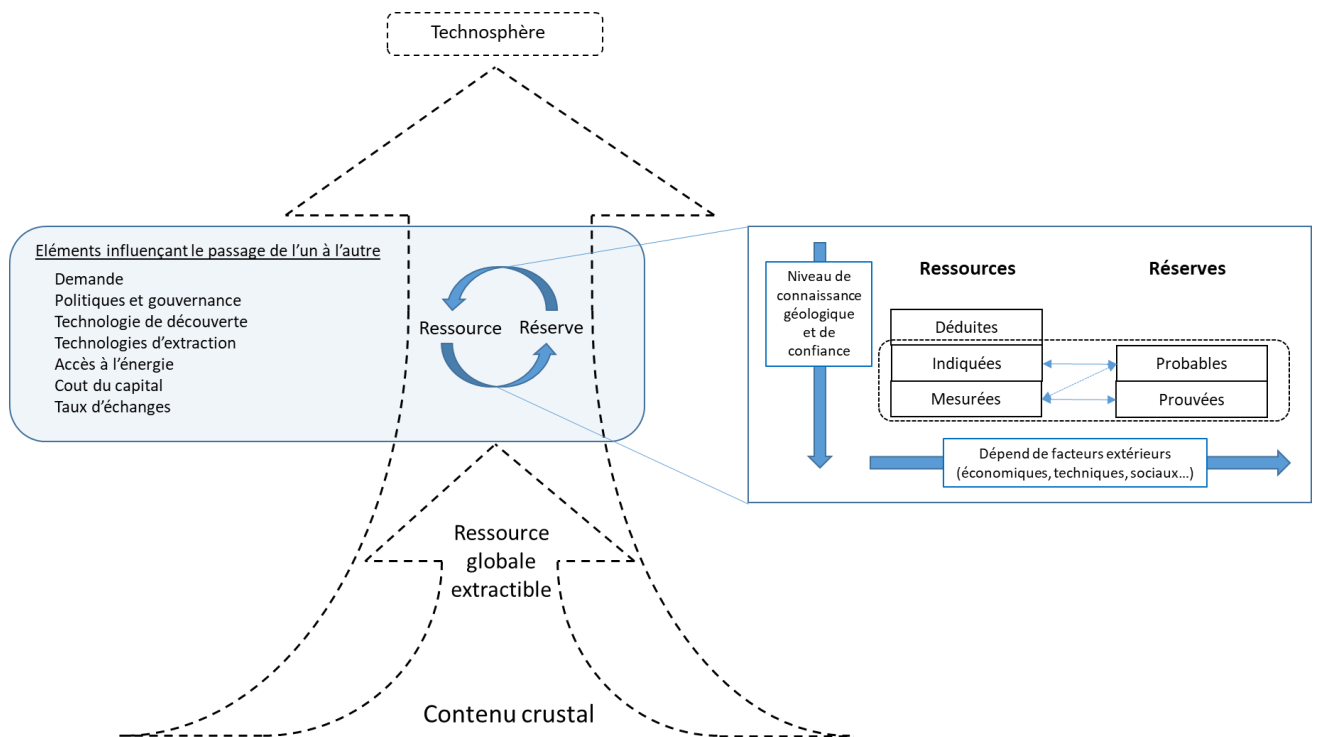 Technosphère
Eléments influençant le passage de l'un à l'autre
Demande
Politiques et gouvernance
Technologie de découverte
Technologies d'extraction
Accès à l'énergie
Cout du capital
Taux d'échanges
Ressource
Réserve
Niveau de
connaissance
géologique
et de
confiance
Ressources
Réserves
Déduites
Indiquées
Probables
Mesurées
Prouvées
Dépend de facteurs extérieurs
(économiques, techniques, sociaux...)
Ressource
globale
extractible
Contenu crustal